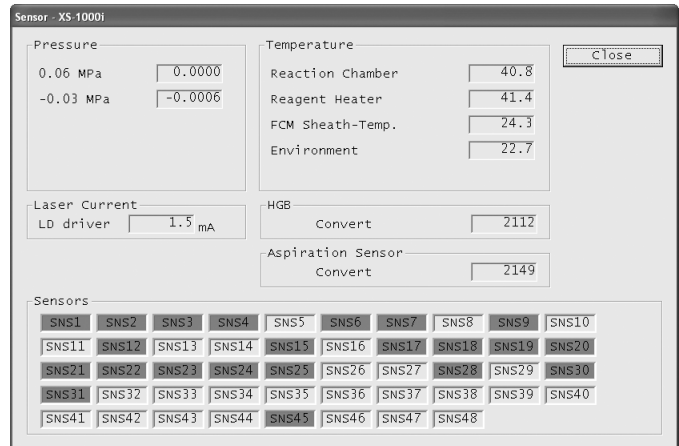 Sensor - XS-1000i
Pressure
0.06 MPa 0.0000
-0.03 MPa -0.0006
Temperature
Reaction Chamber 40.8
Reagent Heater 41.4
FCM Sheath-Temp. 24.3
Environment 22.7
Close
Laser Current
LD driver 1.5 mA
HGB
Convert 2112
Aspiration Sensor
Convert 2149
Sensors
SNS1 SNS2 SNS3 SNS4 SNS5 SNS6 SNS7 SNS8 SNS9 SNS10
SNS11 SNS12 SNS13 SNS14 SNS15 SNS16 SNS17 SNS18 SNS19 SNS20
SNS21 SNS22 SNS23 SNS24 SNS25 SNS26 SNS27 SNS28 SNS29 SNS30
SNS31 SNS32 SNS33 SNS34 SNS35 SNS36 SNS37 SNS38 SNS39 SNS40
SNS41 SNS42 SNS43 SNS44 SNS45 SNS46 SNS47 SNS48